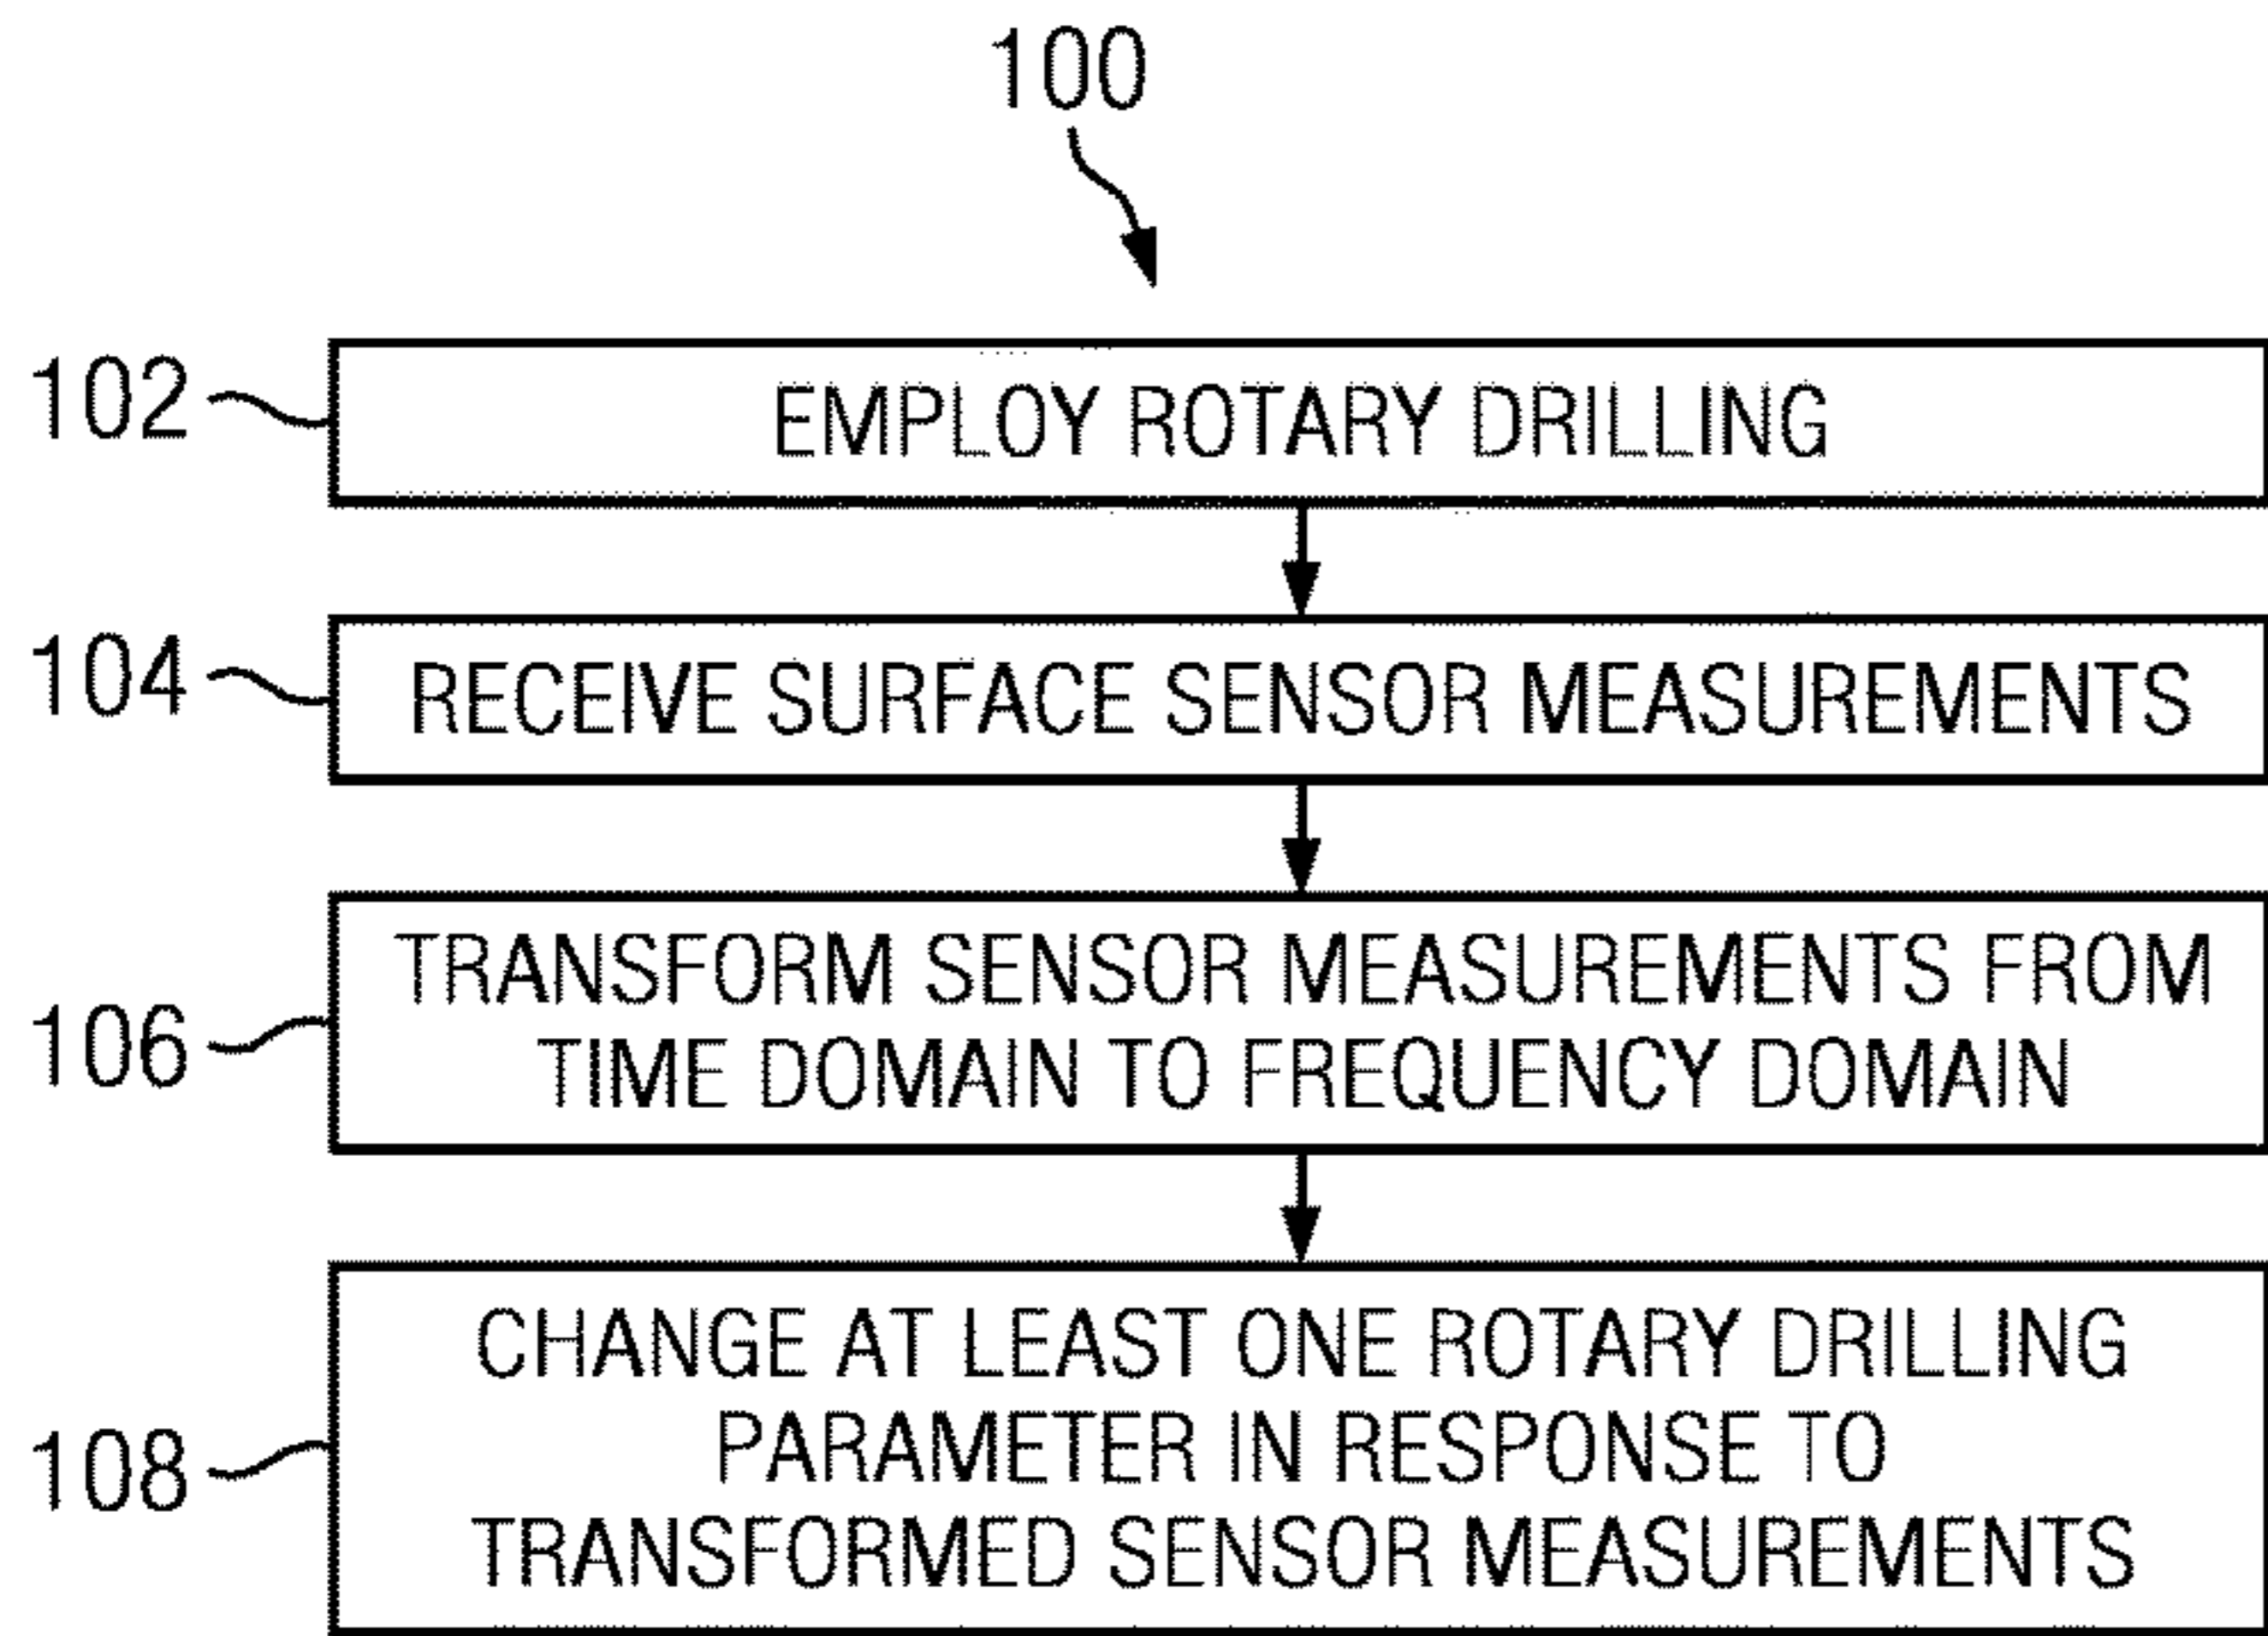 100
102
EMPLOY ROTARY DRILLING
104
RECEIVE SURFACE SENSOR MEASUREMENTS
106
TRANSFORM SENSOR MEASUREMENTS FROM
TIME DOMAIN TO FREQUENCY DOMAIN
108
CHANGE AT LEAST ONE ROTARY DRILLING
PARAMETER IN RESPONSE TO
TRANSFORMED SENSOR MEASUREMENTS